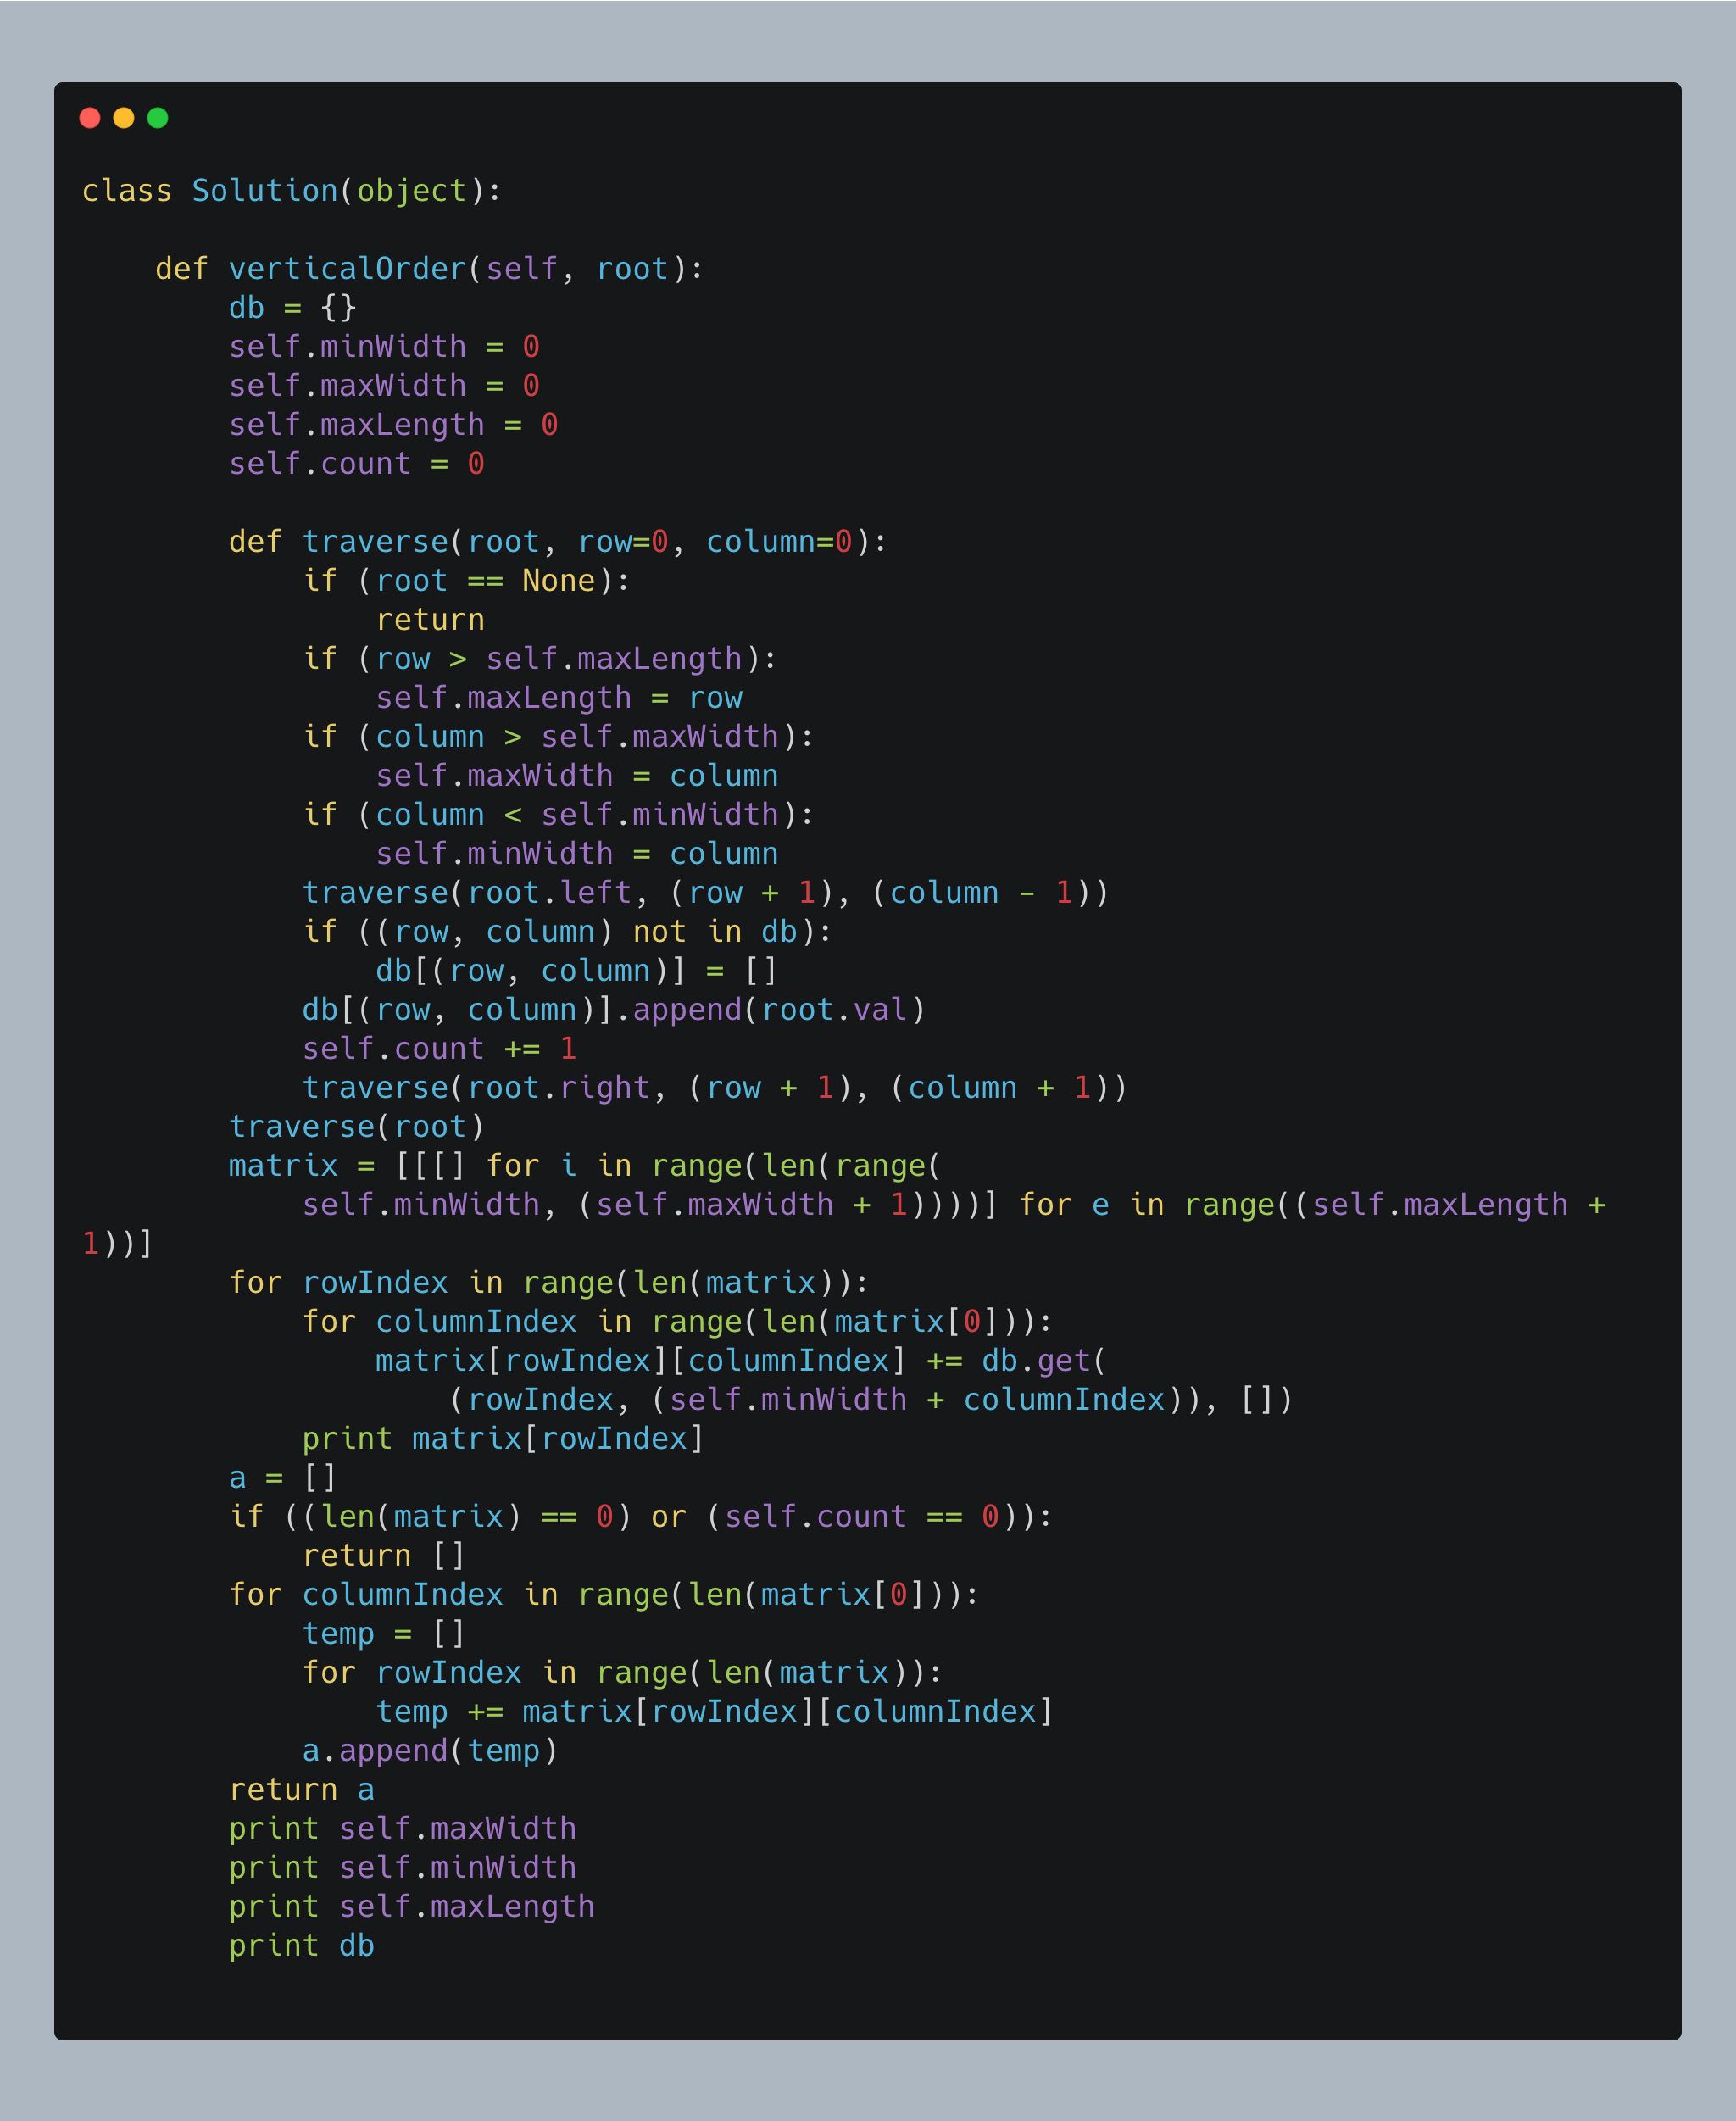 class Solution(object):

    def verticalOrder(self, root):
        db = {}
        self.minWidth = 0
        self.maxWidth = 0
        self.maxLength = 0
        self.count = 0

        def traverse(root, row=0, column=0):
            if (root == None):
                return
            if (row > self.maxLength):
                self.maxLength = row
            if (column > self.maxWidth):
                self.maxWidth = column
            if (column < self.minWidth):
                self.minWidth = column
            traverse(root.left, (row + 1), (column - 1))
            if ((row, column) not in db):
                db[(row, column)] = []
            db[(row, column)].append(root.val)
            self.count += 1
            traverse(root.right, (row + 1), (column + 1))
        traverse(root)
        matrix = [[[] for i in range(len(range(
            self.minWidth, (self.maxWidth + 1))))] for e in range((self.maxLength +
1))]
        for rowIndex in range(len(matrix)):
            for columnIndex in range(len(matrix[0])):
                matrix[rowIndex][columnIndex] += db.get(
                    (rowIndex, (self.minWidth + columnIndex)), [])
            print matrix[rowIndex]
        a = []
        if ((len(matrix) == 0) or (self.count == 0)):
            return []
        for columnIndex in range(len(matrix[0])):
            temp = []
            for rowIndex in range(len(matrix)):
                temp += matrix[rowIndex][columnIndex]
            a.append(temp)
        return a
        print self.maxWidth
        print self.minWidth
        print self.maxLength
        print db